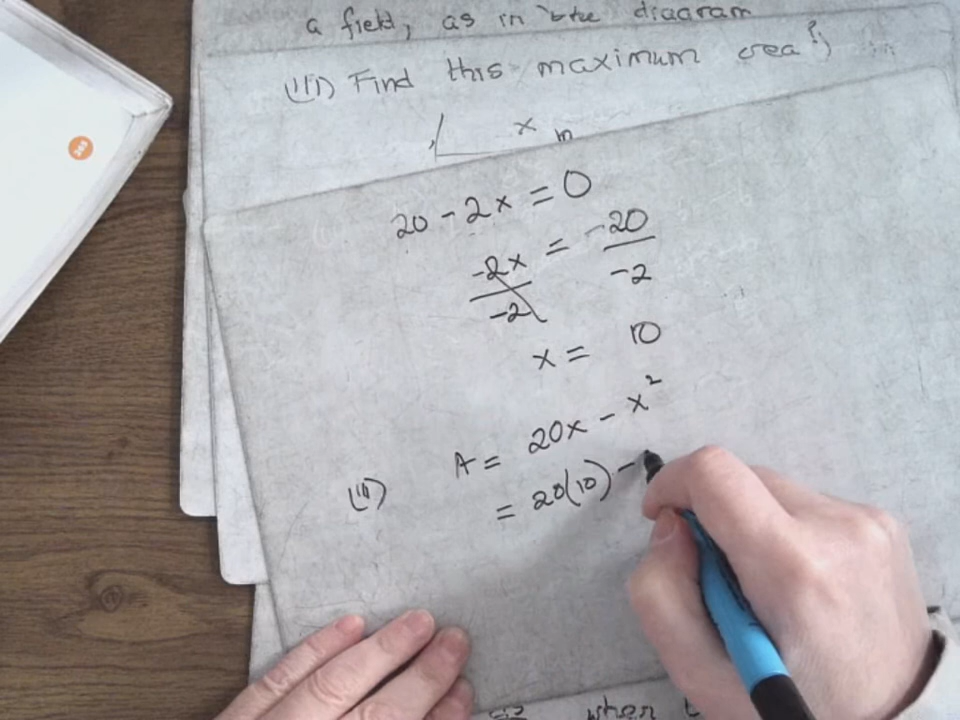 a field, as in the diagram
(iii) Find this maximum area?
x m
20 - 2x = 0
-2x/-2 = -20/-2
x = 10
A = 20x - x²
(iii) = 20(10) -
when